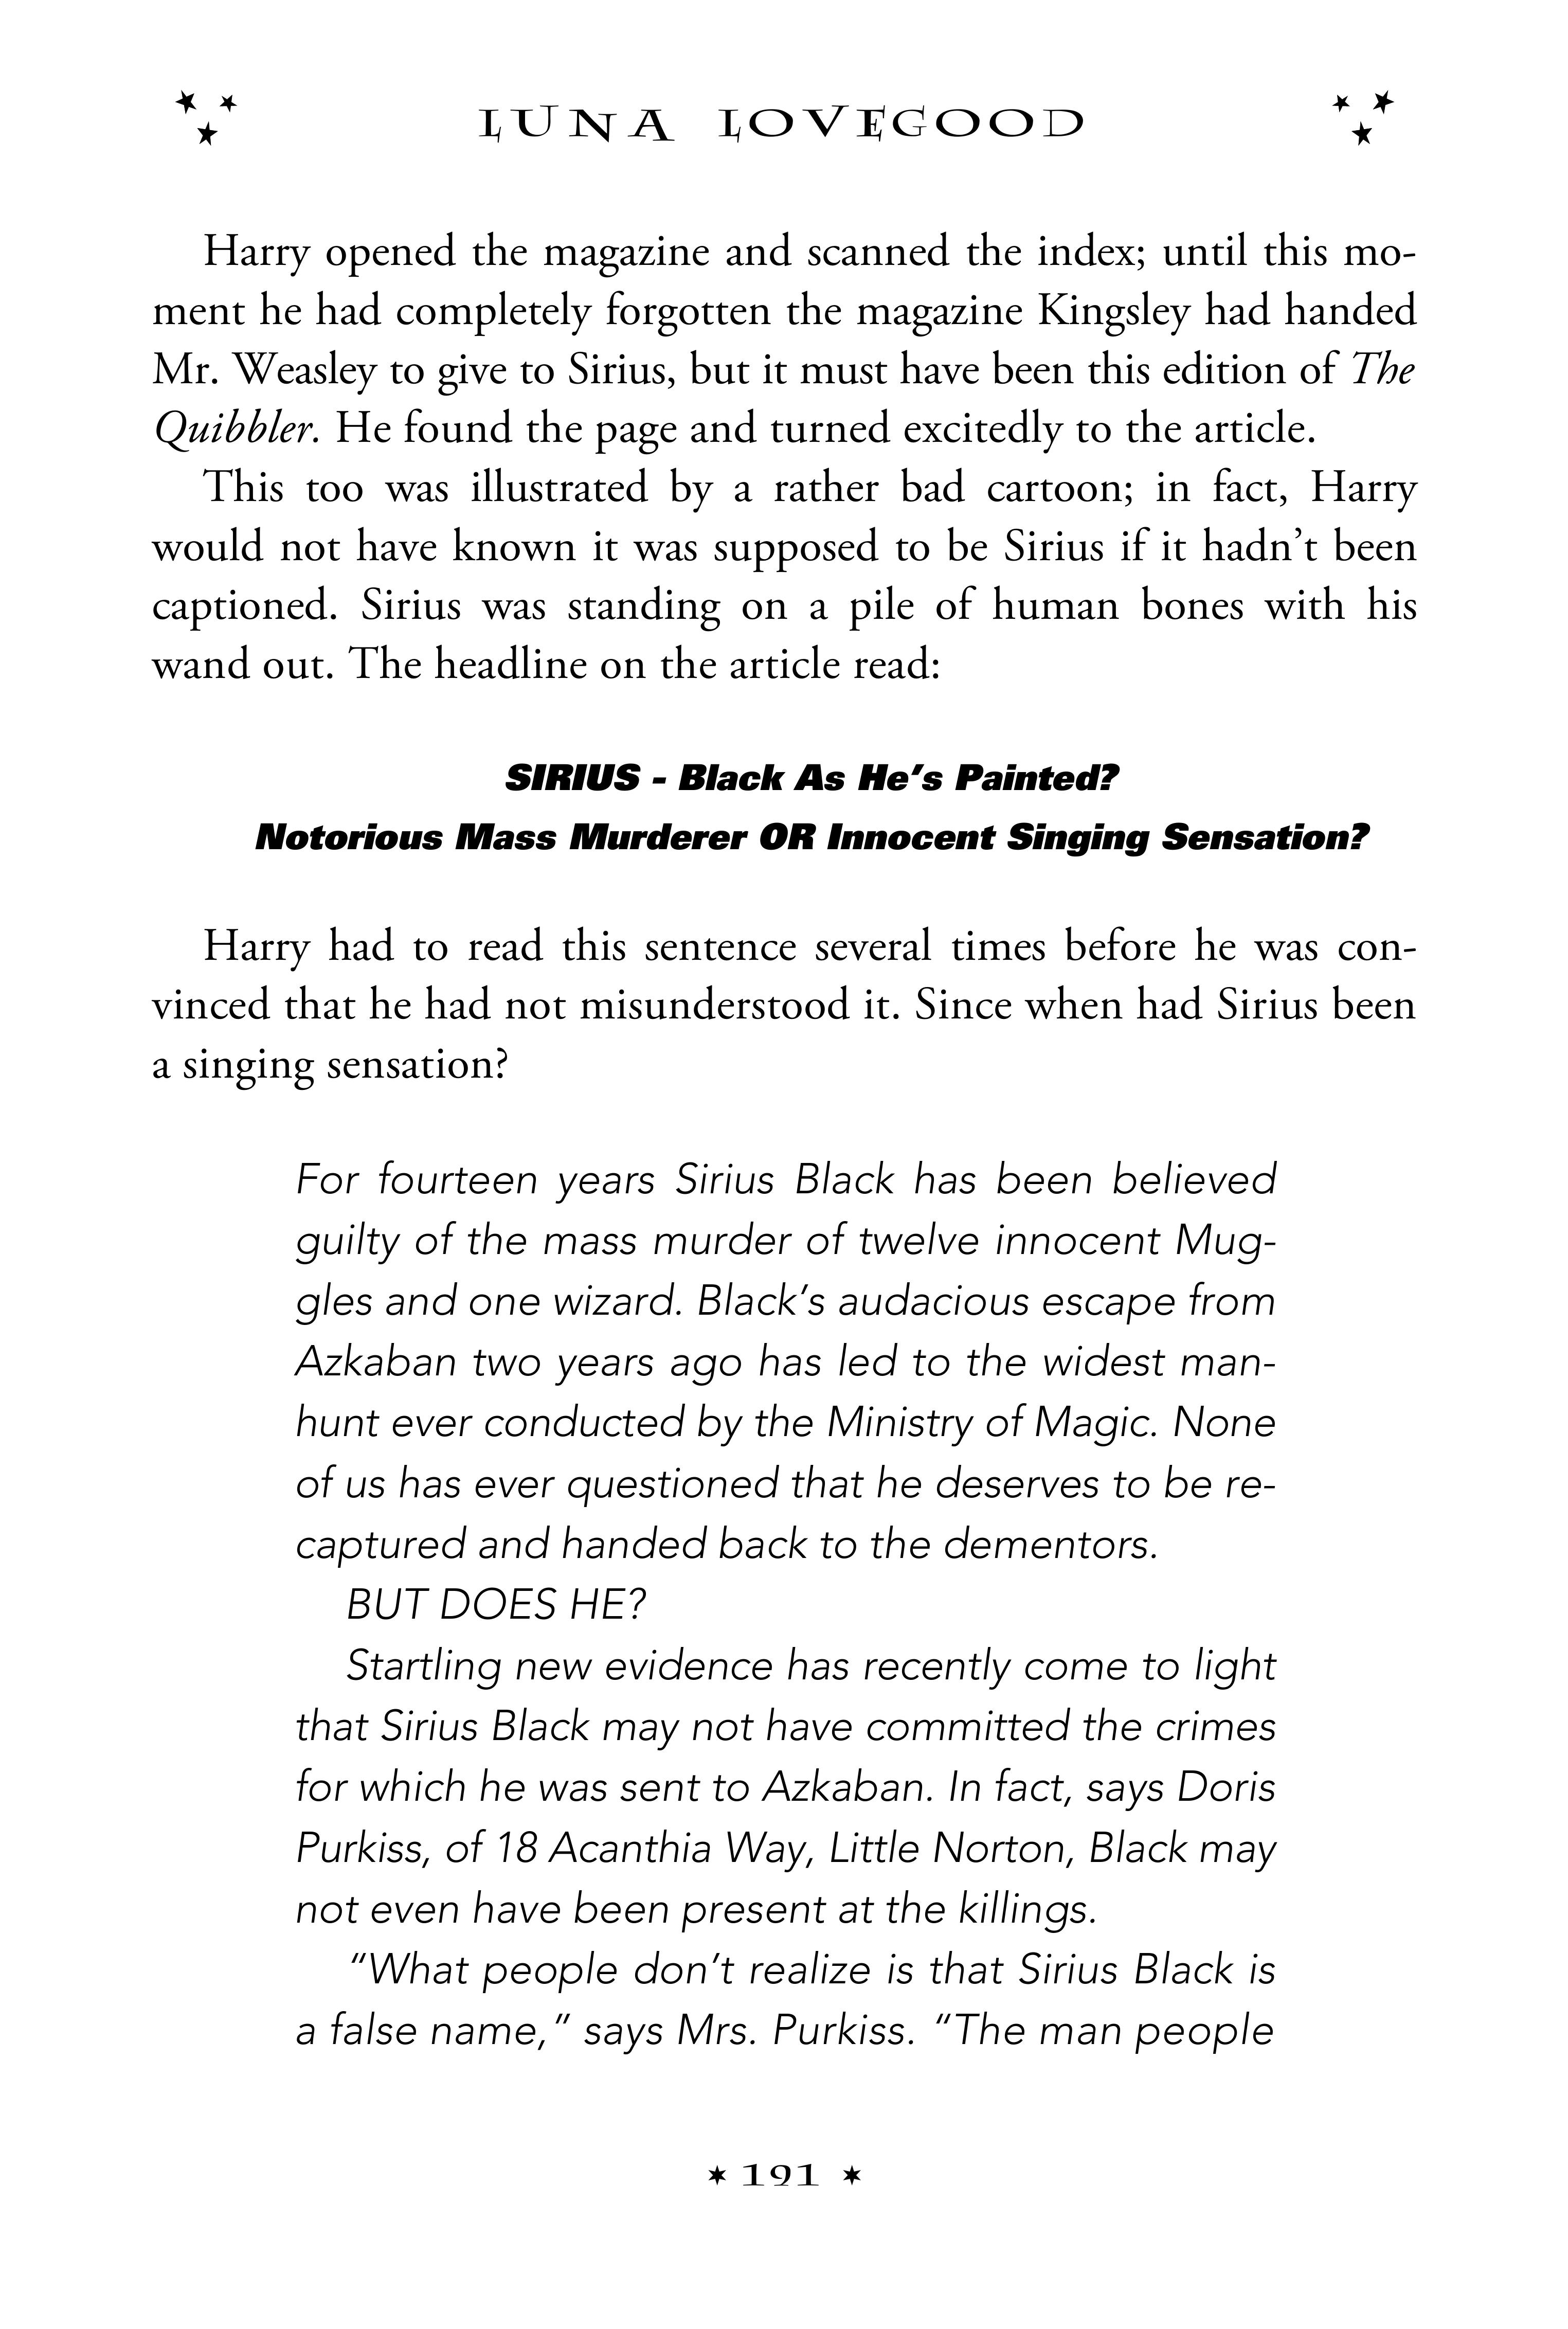 LUNA LOVEGOOD
Harry opened the magazine and scanned the index; until this mo-
ment he had completely forgotten the magazine Kingsley had handed
Mr. Weasley to give to Sirius, but it must have been this edition of The
Quibbler. He found the page and turned excitedly to the article.
This too was illustrated by a rather bad cartoon; in fact, Harry
would not have known it was supposed to be Sirius if it hadn’t been
captioned. Sirius was standing on a pile of human bones with his
wand out. The headline on the article read:
SIRIUS - Black As He’s Painted?
Notorious Mass Murderer OR Innocent Singing Sensation?
Harry had to read this sentence several times before he was con-
vinced that he had not misunderstood it. Since when had Sirius been
a singing sensation?
For fourteen years Sirius Black has been believed
guilty of the mass murder of twelve innocent Mug-
gles and one wizard. Black’s audacious escape from
Azkaban two years ago has led to the widest man-
hunt ever conducted by the Ministry of Magic. None
of us has ever questioned that he deserves to be re-
captured and handed back to the dementors.
BUT DOES HE?
Startling new evidence has recently come to light
that Sirius Black may not have committed the crimes
for which he was sent to Azkaban. In fact, says Doris
Purkiss, of 18 Acanthia Way, Little Norton, Black may
not even have been present at the killings.
“What people don’t realize is that Sirius Black is
a false name,” says Mrs. Purkiss. “The man people
191